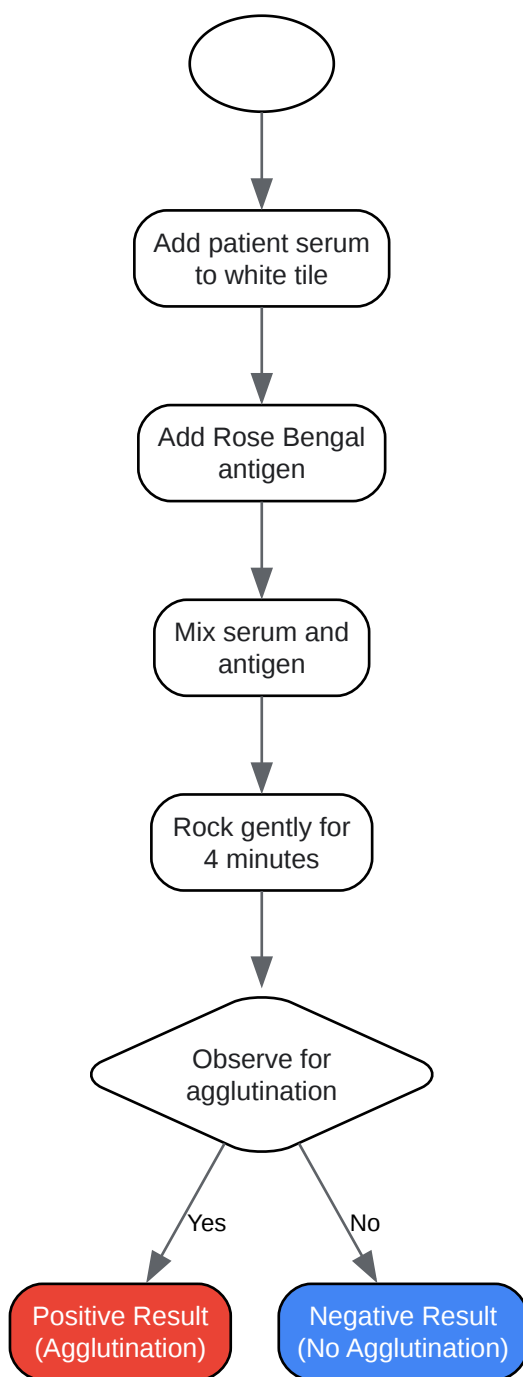 Add patient serum
to white tile
Add Rose Bengal
antigen
Mix serum and
antigen
Rock gently for
4 minutes
Observe for
agglutination
Yes
No
Positive Result
(Agglutination)
Negative Result
(No Agglutination)